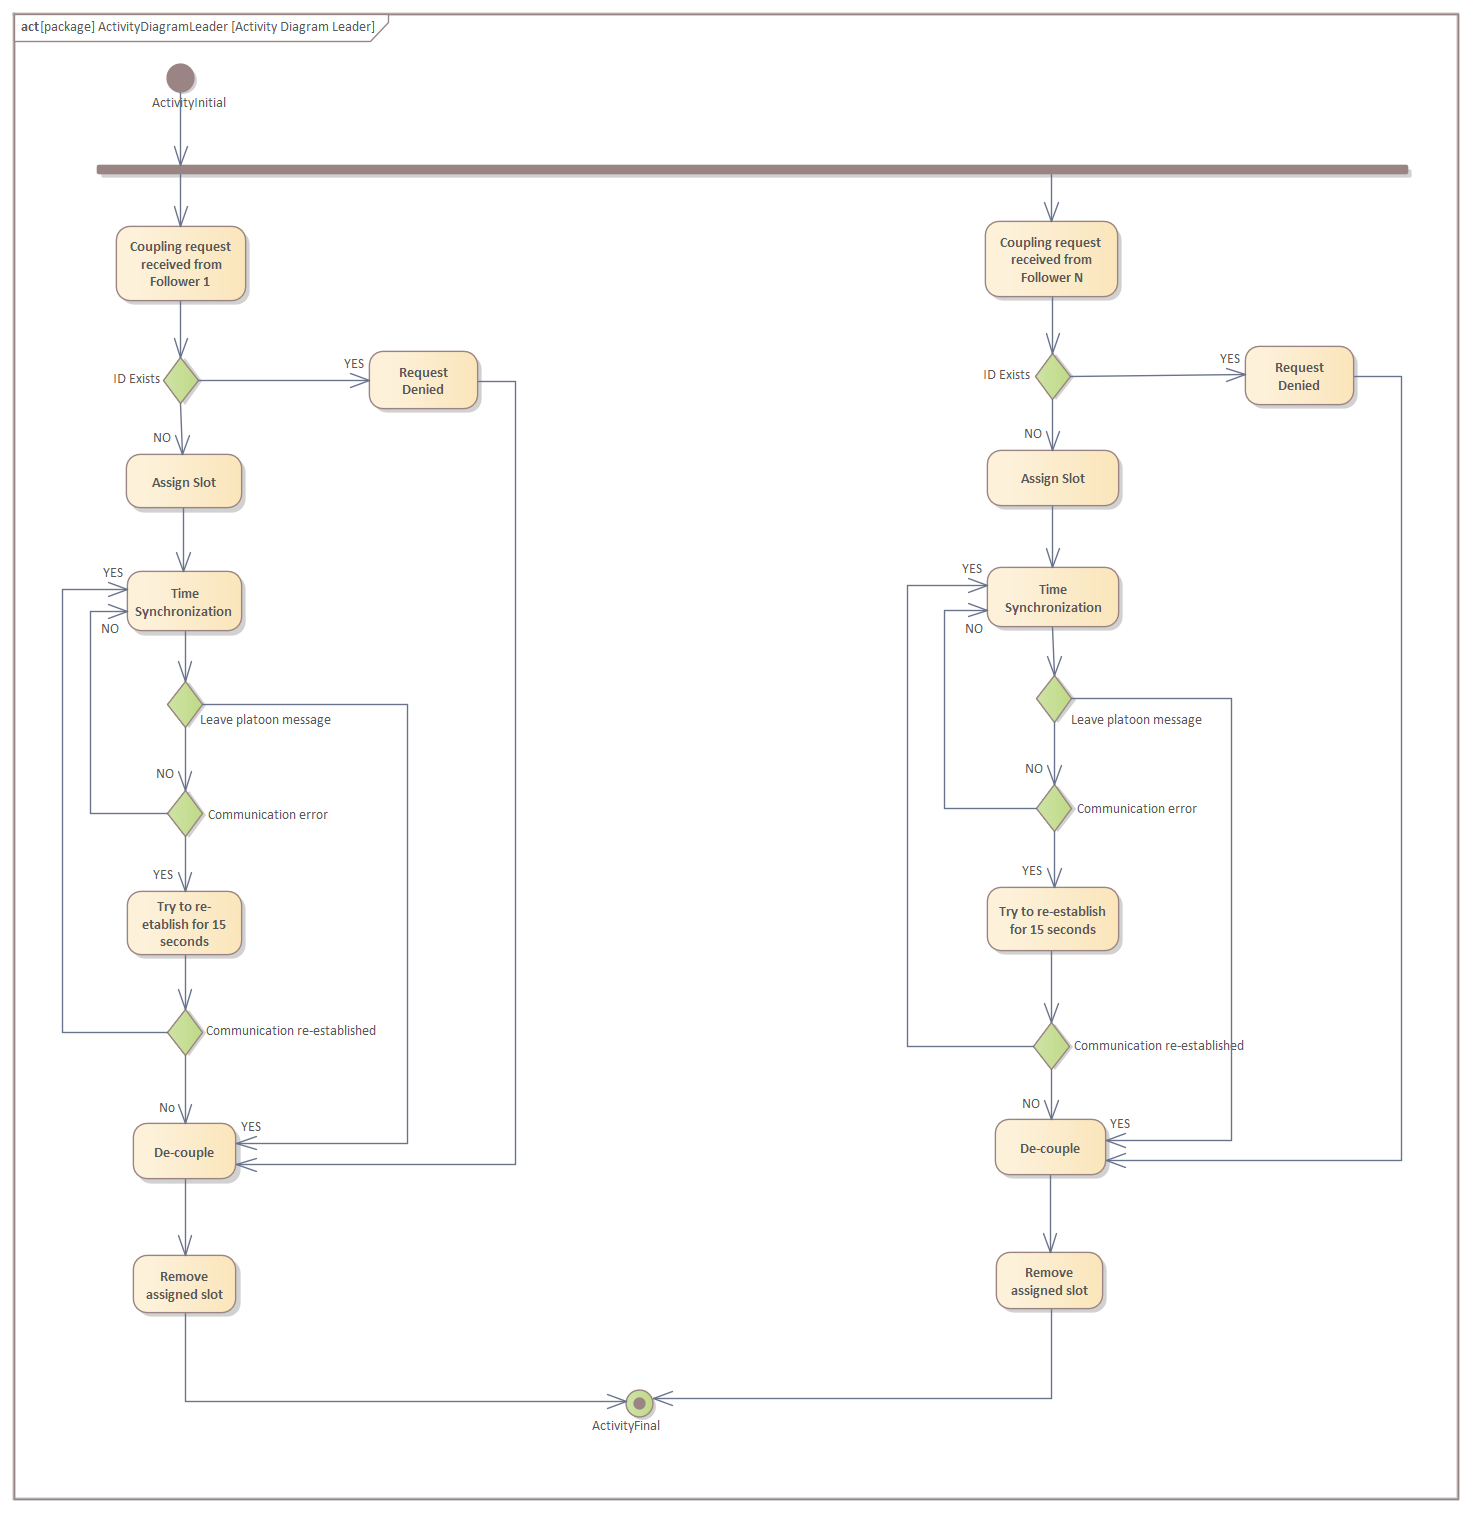 act [package] ActivityDiagramLeader [Activity Diagram Leader]
ActivityInitial
Coupling request
received from
Follower 1
ID Exists
YES
Request
Denied
NO
Assign Slot
YES
Time
Synchronization
NO
Leave platoon message
NO
Communication error
YES
Try to re-
etablish for 15
seconds
Communication re-established
No
YES
De-couple
Remove
assigned slot
Coupling request
received from
Follower N
ID Exists
YES
Request
Denied
NO
Assign Slot
YES
Time
Synchronization
NO
Leave platoon message
NO
Communication error
YES
Try to re-establish
for 15 seconds
Communication re-established
NO
YES
De-couple
Remove
assigned slot
ActivityFinal